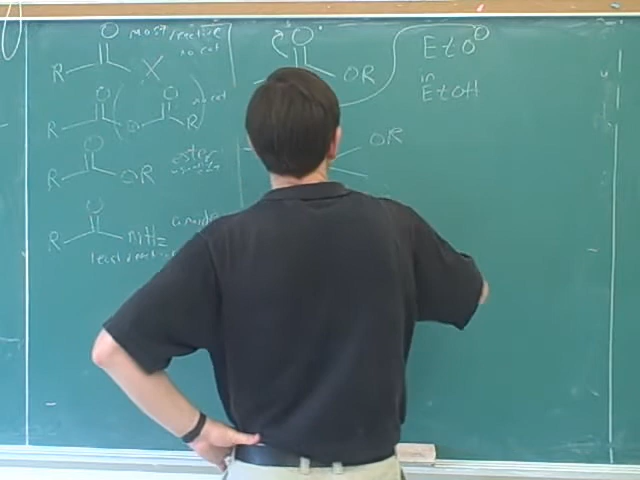 O most reactive
no cat
R X
O O no cat
R O R
O ester
R OR
O amide
R NH2
least reactive
O
OR
OR
EtO⊖
in
EtOH